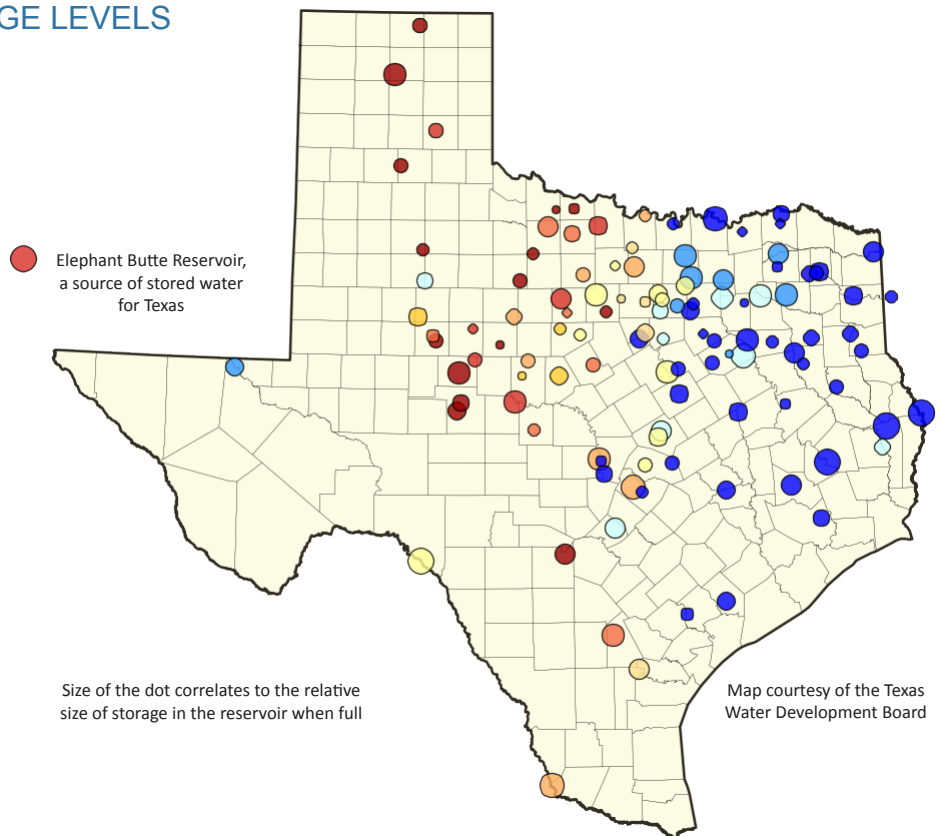 GE LEVELS
Elephant Butte Reservoir,
a source of stored water
for Texas
Size of the dot correlates to the relative
size of storage in the reservoir when full
Map courtesy of the Texas
Water Development Board